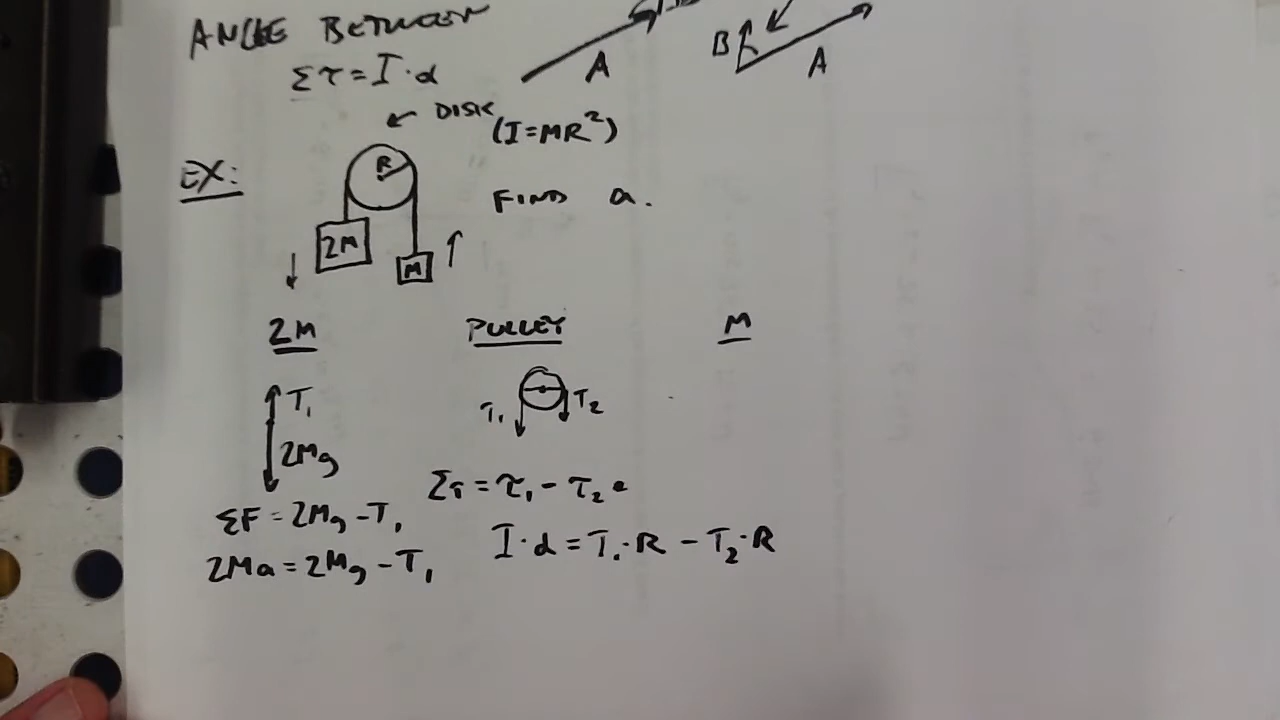 ANGLE BETWEEN
A
B
A
Στ = I·α
DISK (I=MR²)
EX:
R
2M
M
FIND a.
2M
PULLEY
M
T₁
2Mg
T₁
T₂
ΣF = 2Mg - T₁
Στ = τ₁ - τ₂
2Ma = 2Mg - T₁
I·α = T₁·R - T₂·R